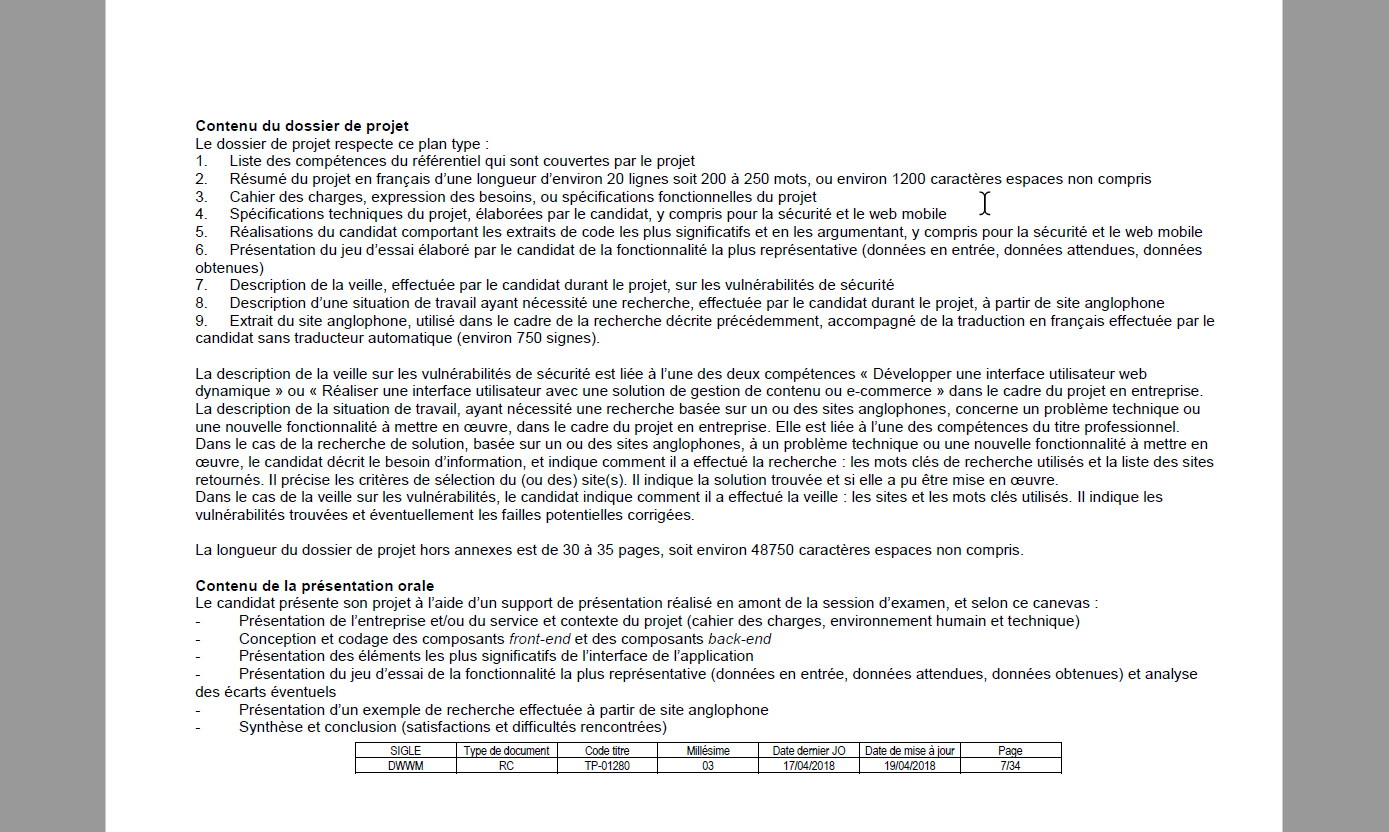 Contenu du dossier de projet
Le dossier de projet respecte ce plan type :
1. Liste des compétences du référentiel qui sont couvertes par le projet
2. Résumé du projet en français d’une longueur d’environ 20 lignes soit 200 à 250 mots, ou environ 1200 caractères espaces non compris
3. Cahier des charges, expression des besoins, ou spécifications fonctionnelles du projet
4. Spécifications techniques du projet, élaborées par le candidat, y compris pour la sécurité et le web mobile
5. Réalisations du candidat comportant les extraits de code les plus significatifs et en les argumentant, y compris pour la sécurité et le web mobile
6. Présentation du jeu d’essai élaboré par le candidat de la fonctionnalité la plus représentative (données en entrée, données attendues, données
obtenues)
7. Description de la veille, effectuée par le candidat durant le projet, sur les vulnérabilités de sécurité
8. Description d’une situation de travail ayant nécessité une recherche, effectuée par le candidat durant le projet, à partir de site anglophone
9. Extrait du site anglophone, utilisé dans le cadre de la recherche décrite précédemment, accompagné de la traduction en français effectuée par le
candidat sans traducteur automatique (environ 750 signes).
La description de la veille sur les vulnérabilités de sécurité est liée à l’une des deux compétences « Développer une interface utilisateur web
dynamique » ou « Réaliser une interface utilisateur avec une solution de gestion de contenu ou e-commerce » dans le cadre du projet en entreprise.
La description de la situation de travail, ayant nécessité une recherche basée sur un ou des sites anglophones, concerne un problème technique ou
une nouvelle fonctionnalité à mettre en œuvre, dans le cadre du projet en entreprise. Elle est liée à l’une des compétences du titre professionnel.
Dans le cas de la recherche de solution, basée sur un ou des sites anglophones, à un problème technique ou une nouvelle fonctionnalité à mettre en
œuvre, le candidat décrit le besoin d’information, et indique comment il a effectué la recherche : les mots clés de recherche utilisés et la liste des sites
retournés. Il précise les critères de sélection du (ou des) site(s). Il indique la solution trouvée et si elle a pu être mise en œuvre.
Dans le cas de la veille sur les vulnérabilités, le candidat indique comment il a effectué la veille : les sites et les mots clés utilisés. Il indique les
vulnérabilités trouvées et éventuellement les failles potentielles corrigées.
La longueur du dossier de projet hors annexes est de 30 à 35 pages, soit environ 48750 caractères espaces non compris.
Contenu de la présentation orale
Le candidat présente son projet à l’aide d’un support de présentation réalisé en amont de la session d’examen, et selon ce canevas :
- Présentation de l’entreprise et/ou du service et contexte du projet (cahier des charges, environnement humain et technique)
- Conception et codage des composants front-end et des composants back-end
- Présentation des éléments les plus significatifs de l’interface de l’application
- Présentation du jeu d’essai de la fonctionnalité la plus représentative (données en entrée, données attendues, données obtenues) et analyse
des écarts éventuels
- Présentation d’un exemple de recherche effectuée à partir de site anglophone
- Synthèse et conclusion (satisfactions et difficultés rencontrées)
SIGLE Type de document Code titre Millésime Date dernier JO Date de mise à jour Page
DWWM RC TP-01280 03 17/04/2018 19/04/2018 7/34